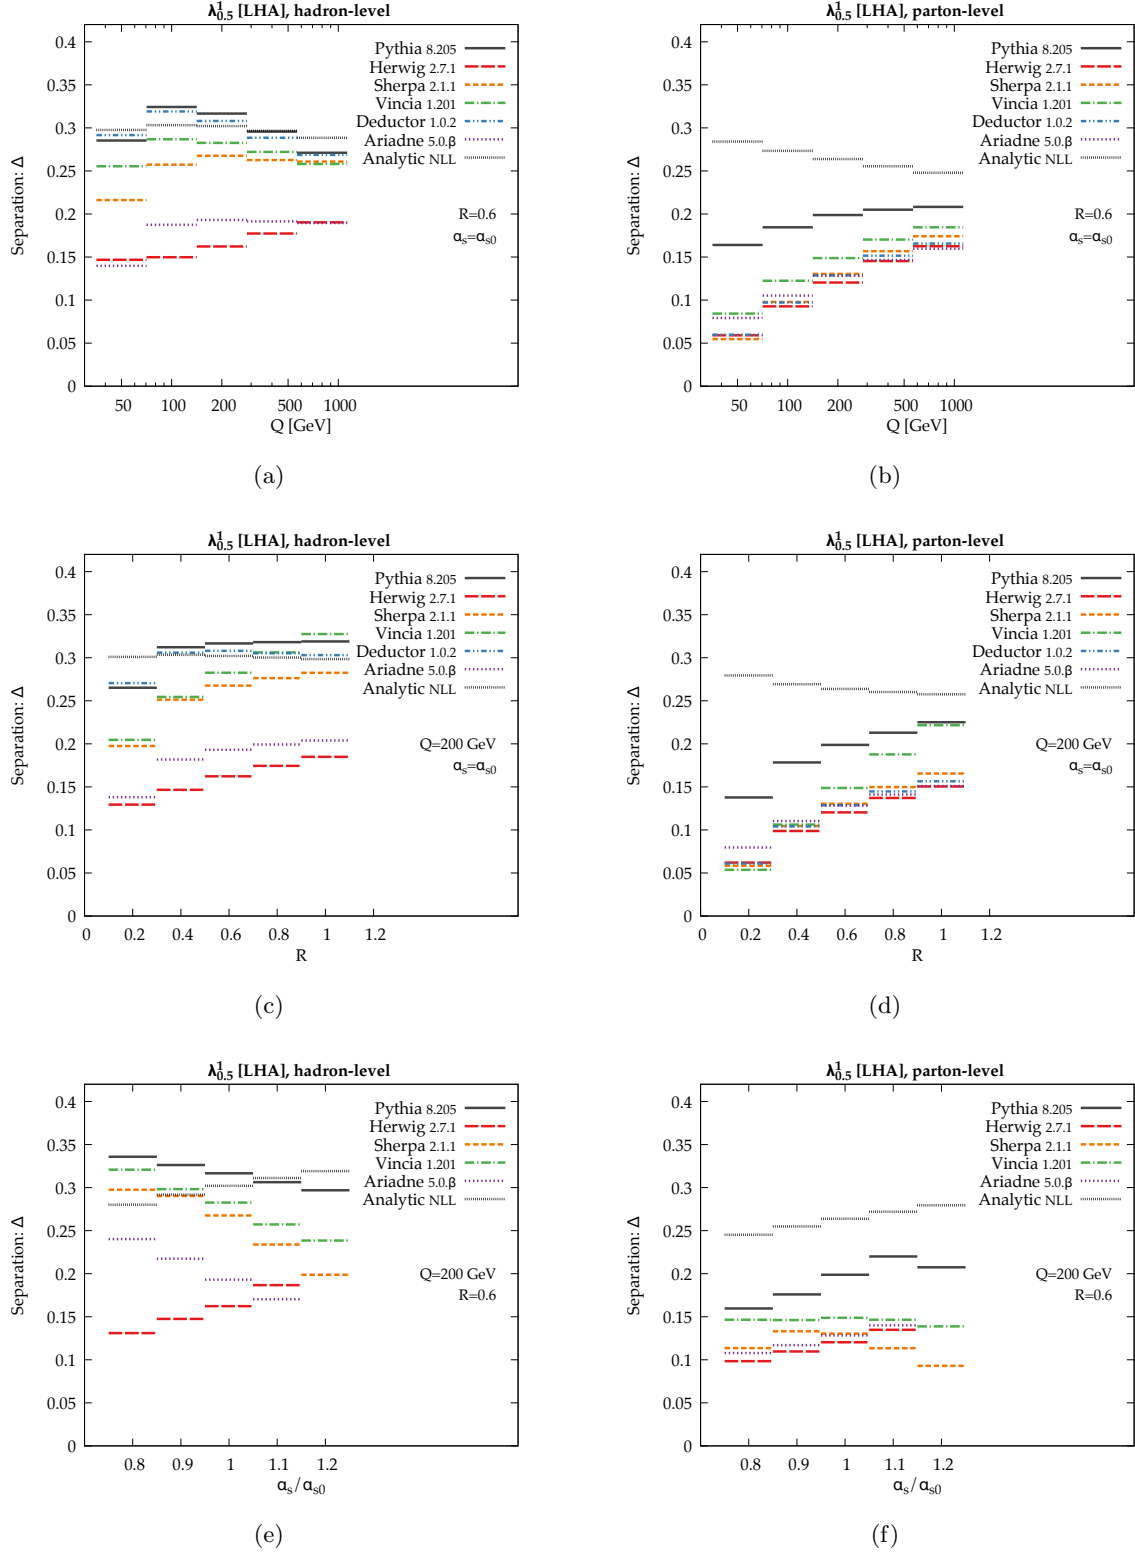 λ¹₀.₅ [LHA], hadron-level
Separation: Δ
0.4
0.35
0.3
0.25
0.2
0.15
0.1
0.05
0
Pythia 8.205
Herwig 2.7.1
Sherpa 2.1.1
Vincia 1.201
Deductor 1.0.2
Ariadne 5.0.β
Analytic NLL
R=0.6
αs=αs0
50 100 200 500 1000
Q [GeV]
(a)
λ¹₀.₅ [LHA], parton-level
Separation: Δ
0.4
0.35
0.3
0.25
0.2
0.15
0.1
0.05
0
Pythia 8.205
Herwig 2.7.1
Sherpa 2.1.1
Vincia 1.201
Deductor 1.0.2
Ariadne 5.0.β
Analytic NLL
R=0.6
αs=αs0
50 100 200 500 1000
Q [GeV]
(b)
λ¹₀.₅ [LHA], hadron-level
Separation: Δ
0.4
0.35
0.3
0.25
0.2
0.15
0.1
0.05
0
Pythia 8.205
Herwig 2.7.1
Sherpa 2.1.1
Vincia 1.201
Deductor 1.0.2
Ariadne 5.0.β
Analytic NLL
Q=200 GeV
αs=αs0
0 0.2 0.4 0.6 0.8 1 1.2
R
(c)
λ¹₀.₅ [LHA], parton-level
Separation: Δ
0.4
0.35
0.3
0.25
0.2
0.15
0.1
0.05
0
Pythia 8.205
Herwig 2.7.1
Sherpa 2.1.1
Vincia 1.201
Deductor 1.0.2
Ariadne 5.0.β
Analytic NLL
Q=200 GeV
αs=αs0
0 0.2 0.4 0.6 0.8 1 1.2
R
(d)
λ¹₀.₅ [LHA], hadron-level
Separation: Δ
0.4
0.35
0.3
0.25
0.2
0.15
0.1
0.05
0
Pythia 8.205
Herwig 2.7.1
Sherpa 2.1.1
Vincia 1.201
Ariadne 5.0.β
Analytic NLL
Q=200 GeV
R=0.6
0.8 0.9 1 1.1 1.2
αs/αs0
(e)
λ¹₀.₅ [LHA], parton-level
Separation: Δ
0.4
0.35
0.3
0.25
0.2
0.15
0.1
0.05
0
Pythia 8.205
Herwig 2.7.1
Sherpa 2.1.1
Vincia 1.201
Ariadne 5.0.β
Analytic NLL
Q=200 GeV
R=0.6
0.8 0.9 1 1.1 1.2
αs/αs0
(f)